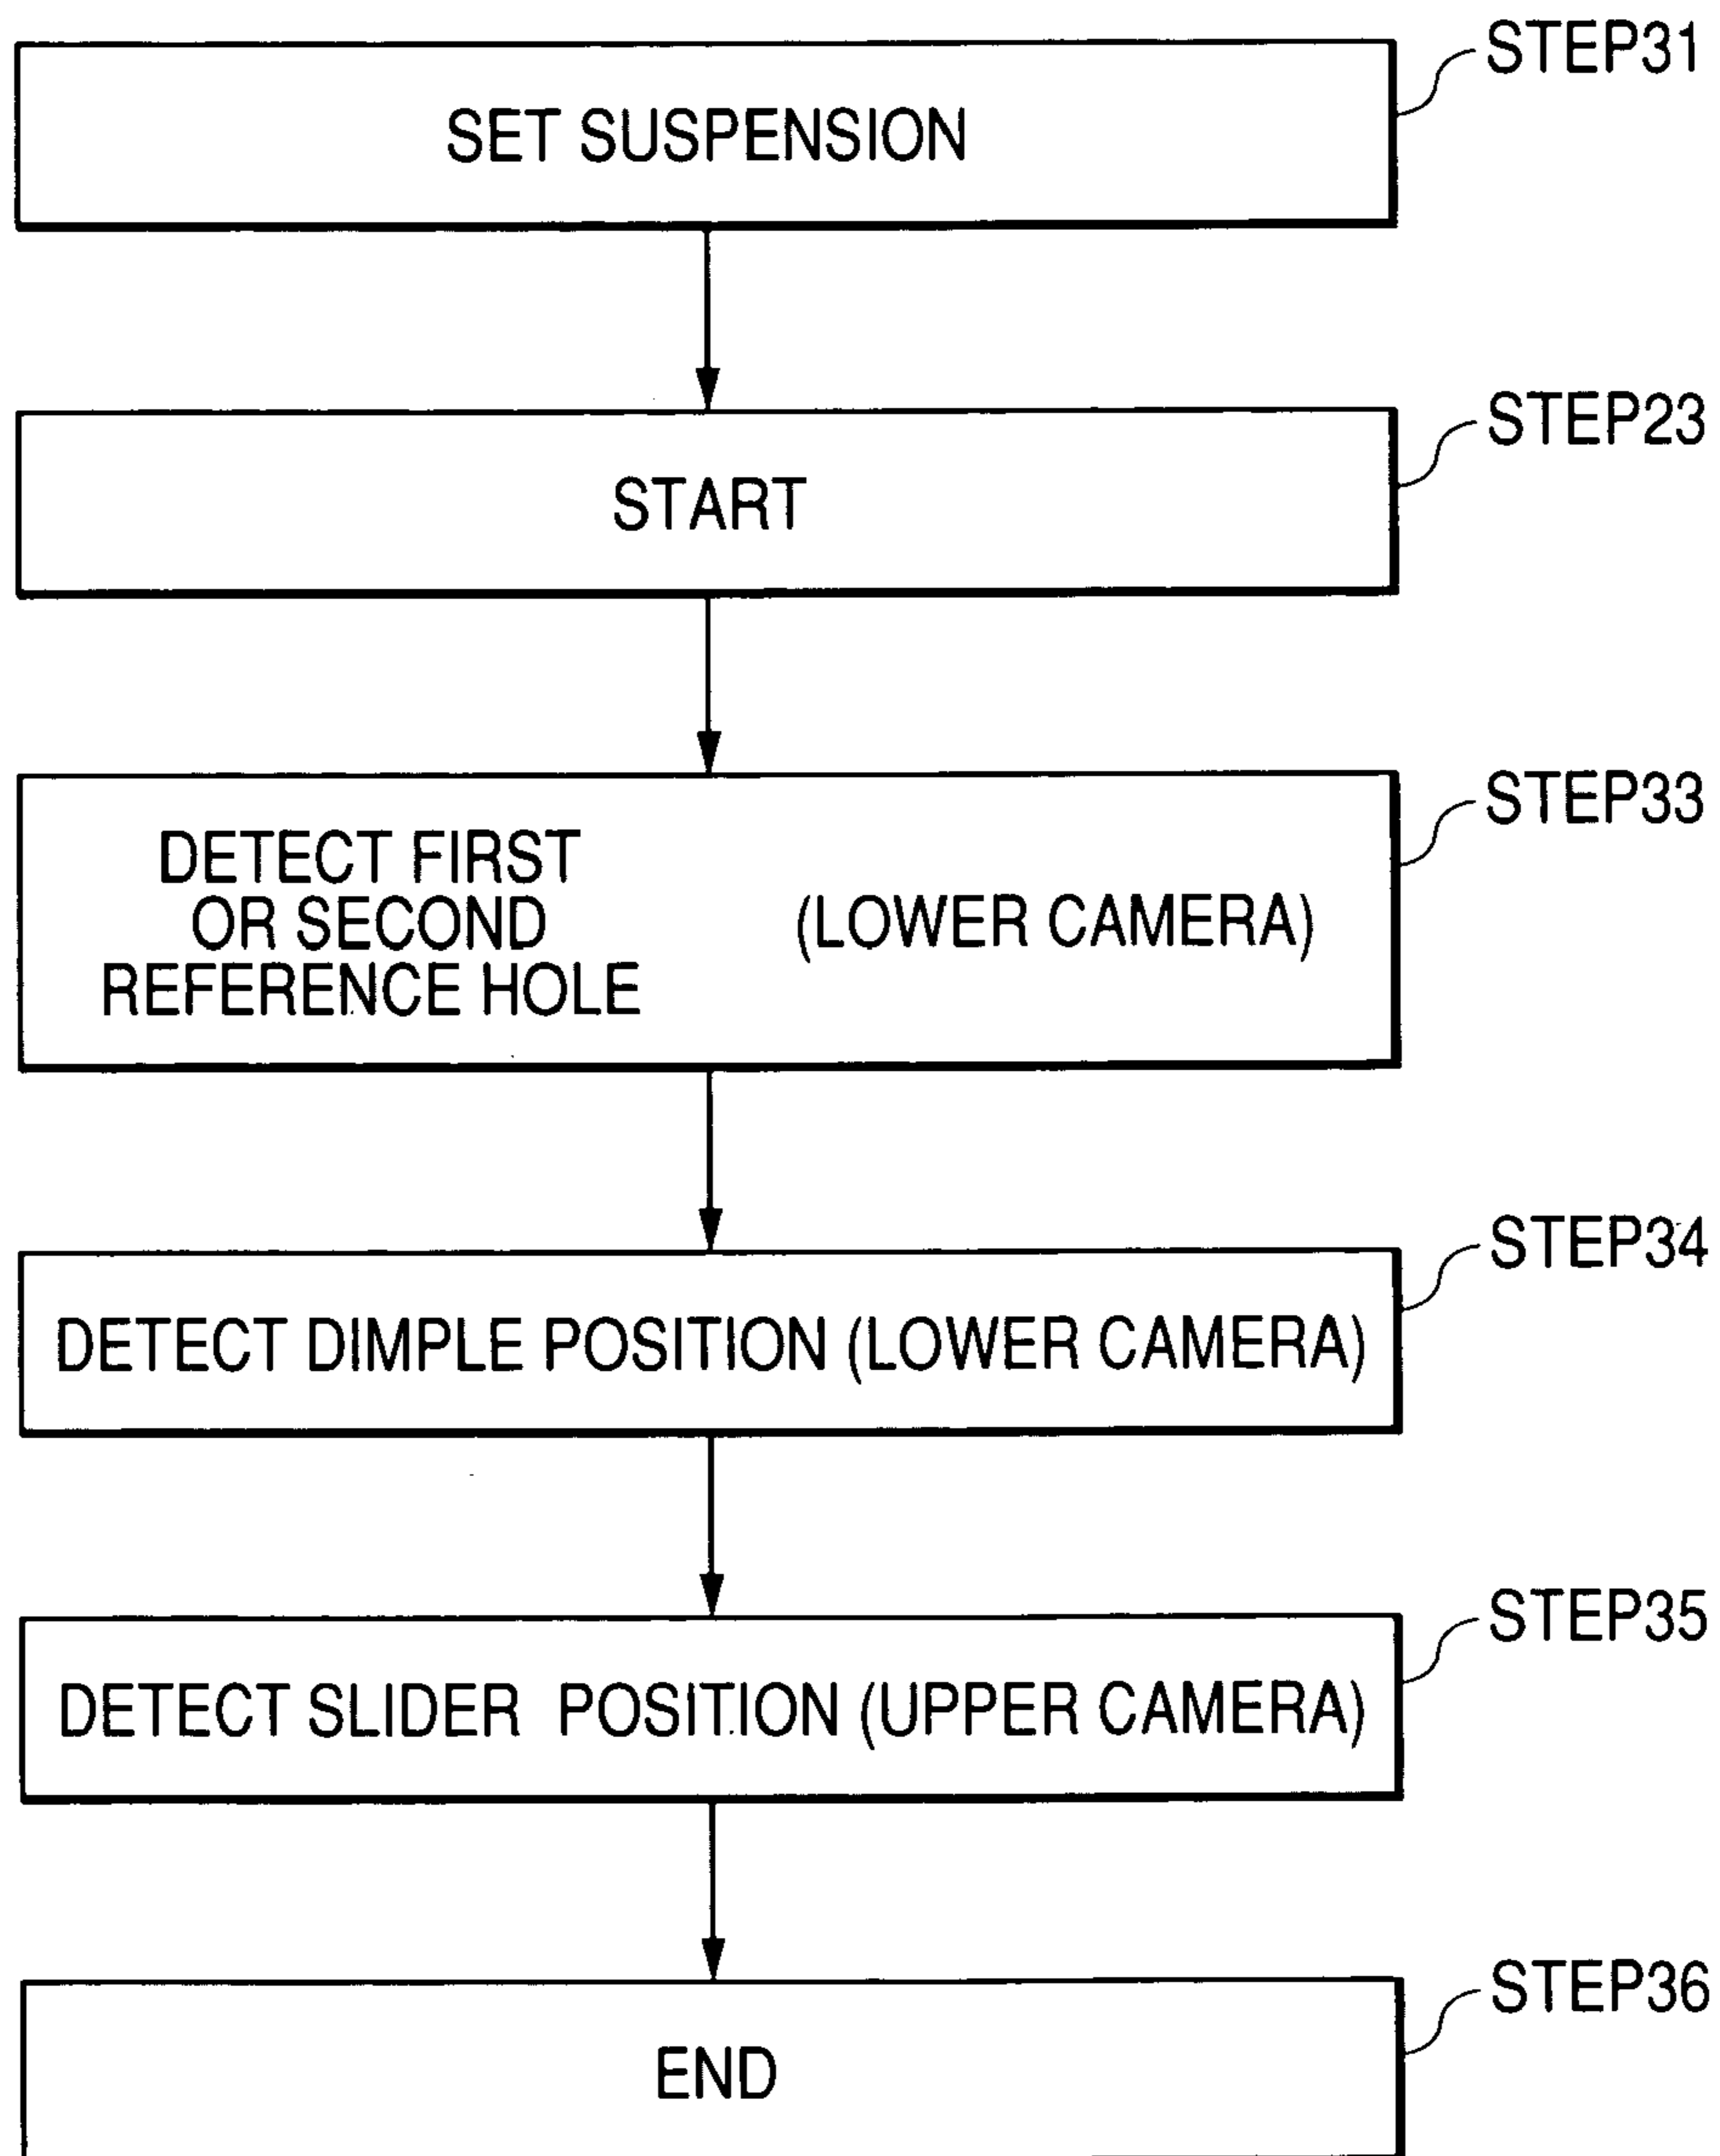 STEP31
SET SUSPENSION
STEP23
START
STEP33
DETECT FIRST
OR SECOND (LOWER CAMERA)
REFERENCE HOLE
STEP34
DETECT DIMPLE POSITION (LOWER CAMERA)
STEP35
DETECT SLIDER POSITION (UPPER CAMERA)
STEP36
END